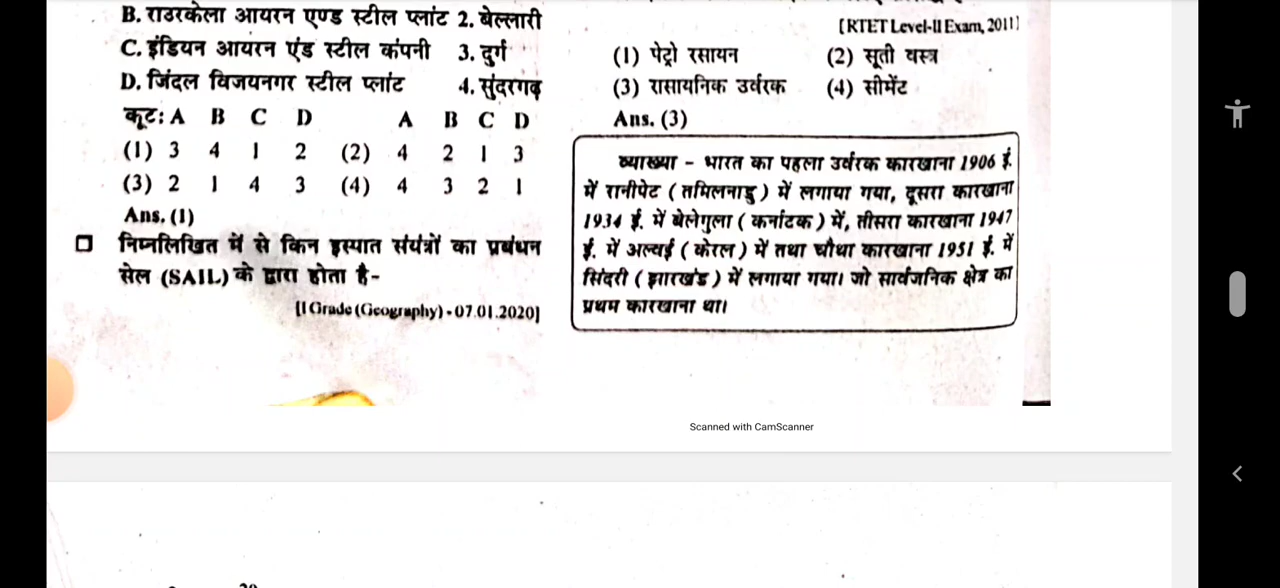 B. राउरकेला आयरन एण्ड स्टील प्लांट 2. बेल्लारी
C. इंडियन आयरन एंड स्टील कंपनी 3. दुर्ग
D. जिंदल विजयनगर स्टील प्लांट 4. सुंदरगढ़
कूट: A B C D A B C D
(1) 3 4 1 2 (2) 4 2 1 3
(3) 2 1 4 3 (4) 4 3 2 1
Ans. (1)
निम्नलिखित में से किन इस्पात संयंत्रों का प्रबंधन
सेल (SAIL) के द्वारा होता है-
[I Grade (Geography) - 07.01.2020]
[RTET Level-II Exam, 2011]
(1) पेट्रो रसायन (2) सूती वस्त्र
(3) रासायनिक उर्वरक (4) सीमेंट
Ans. (3)
व्याख्या - भारत का पहला उर्वरक कारखाना 1906 ई.
में रानीपेट (तमिलनाडु) में लगाया गया, दूसरा कारखाना
1934 ई. में बेलेगुला (कर्नाटक) में, तीसरा कारखाना 1947
ई. में अल्वई (केरल) में तथा चौथा कारखाना 1951 ई. में
सिंदरी (झारखंड) में लगाया गया। जो सार्वजनिक क्षेत्र का
प्रथम कारखाना था।
Scanned with CamScanner